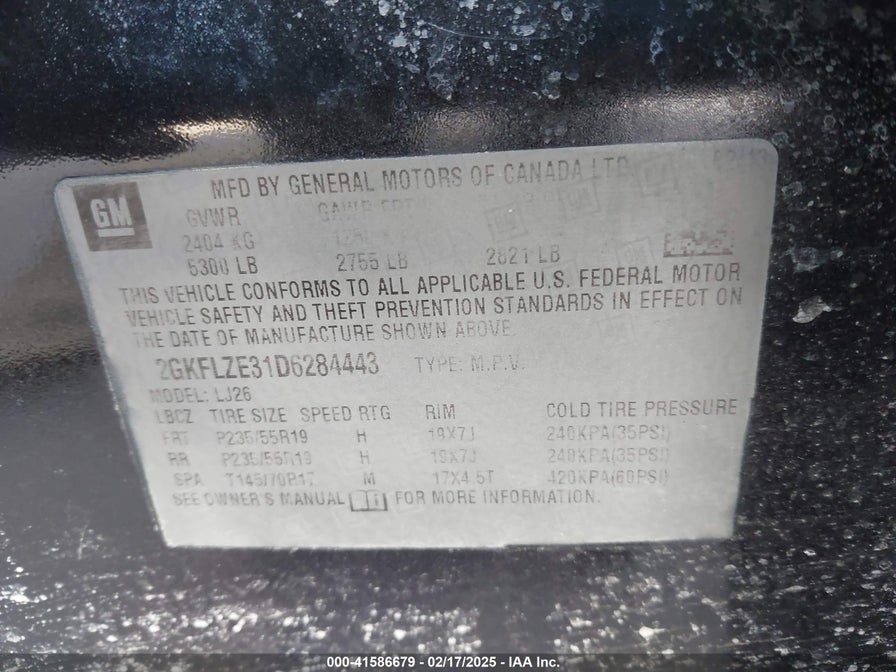 MFD BY GENERAL MOTORS OF CANADA LTD
GM
GVWR GAWR FRT
2404 KG
5300 LB 2755 LB 2821 LB
THIS VEHICLE CONFORMS TO ALL APPLICABLE U.S. FEDERAL MOTOR
VEHICLE SAFETY AND THEFT PREVENTION STANDARDS IN EFFECT ON
THE DATE OF MANUFACTURE SHOWN ABOVE.
2GKFLZE31D6284443 TYPE: M.P.V.
MODEL: LJ26
LBCZ TIRE SIZE SPEED RTG RIM COLD TIRE PRESSURE
FRT P235/55R19 H 19X7J 240KPA(35PSI)
RR P235/55R19 H 19X7J 240KPA(35PSI)
SPA T145/70R17 M 17X4.5T 420KPA(60PSI)
SEE OWNER'S MANUAL FOR MORE INFORMATION.
000-41586679 - 02/17/2025 - IAA Inc.